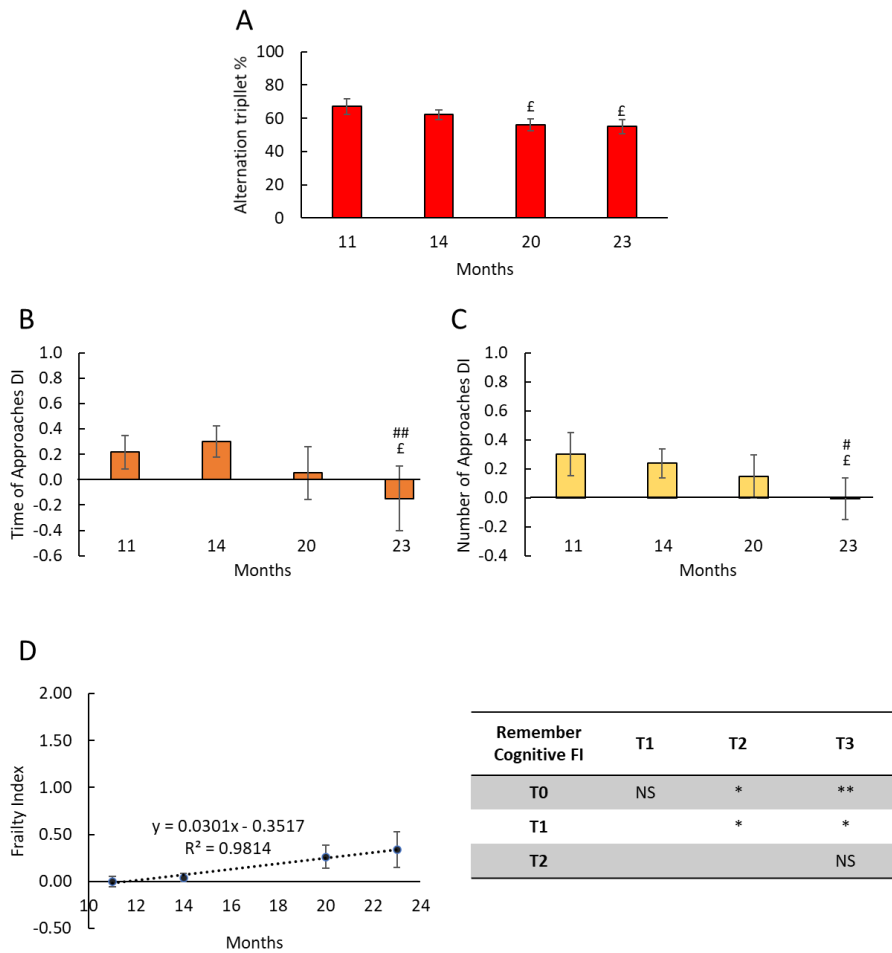 A
100
80
60
40
20
0
Alternation tripllet %
£
£
11 14 20 23
Months
B
1.0
0.8
0.6
0.4
0.2
0.0
-0.2
-0.4
-0.6
Time of Approaches DI
##
£
11 14 20 23
Months
C
1.0
0.8
0.6
0.4
0.2
0.0
-0.2
-0.4
Number of Approaches DI
#
£
11 14 20 23
Months
D
2.00
1.50
1.00
0.50
0.00
-0.50
Frailty Index
y = 0.0301x - 0.3517
R² = 0.9814
10 12 14 16 18 20 22 24
Months
Remember
Cognitive FI T1 T2 T3
T0 NS * **
T1 * *
T2 NS